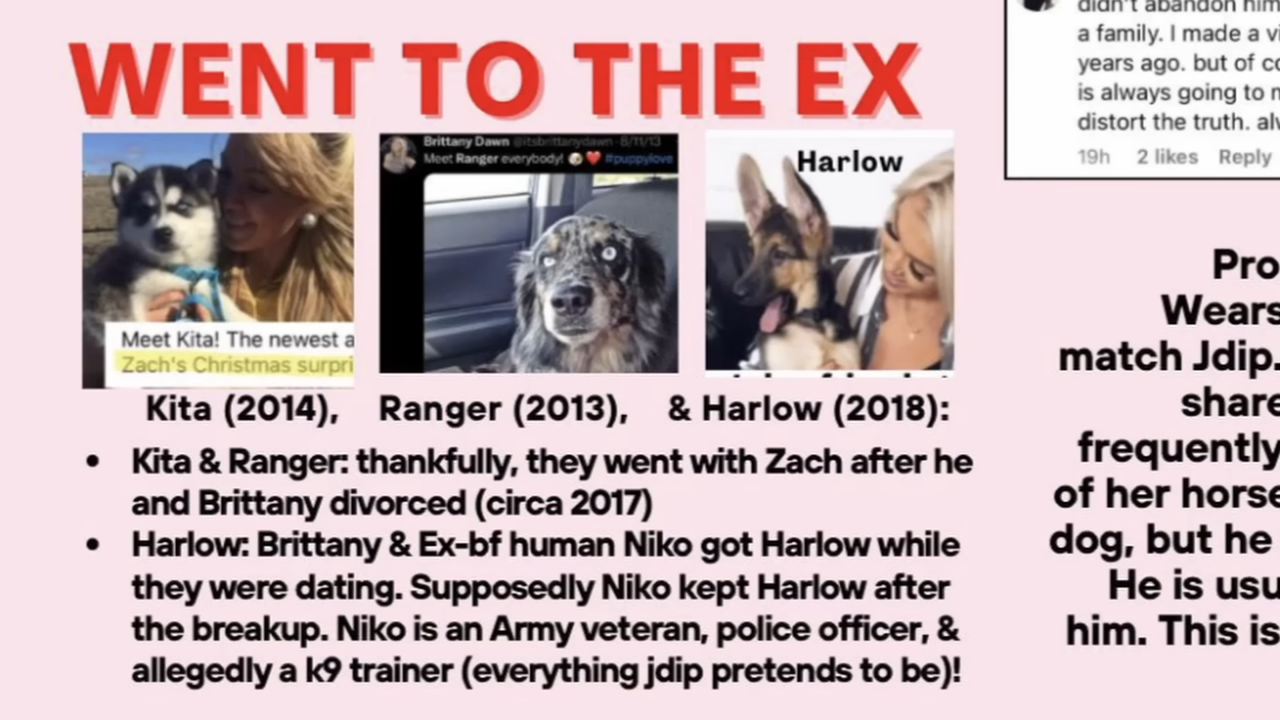 WENT TO THE EX
Meet Kita! The newest a
Zach's Christmas surpri
Brittany Dawn @itsbrittanydawn · 8/11/13
Meet Ranger everybody! 🐶 ❤️ #puppylove
Harlow
Kita (2014), Ranger (2013), & Harlow (2018):
• Kita & Ranger: thankfully, they went with Zach after he
and Brittany divorced (circa 2017)
• Harlow: Brittany & Ex-bf human Niko got Harlow while
they were dating. Supposedly Niko kept Harlow after
the breakup. Niko is an Army veteran, police officer, &
allegedly a k9 trainer (everything jdip pretends to be)!
didn't abandon him
a family. I made a vi
years ago. but of co
is always going to m
distort the truth. alw
19h 2 likes Reply
Pro
Wears
match Jdip.
share
frequently
of her horse
dog, but he
He is usu
him. This is